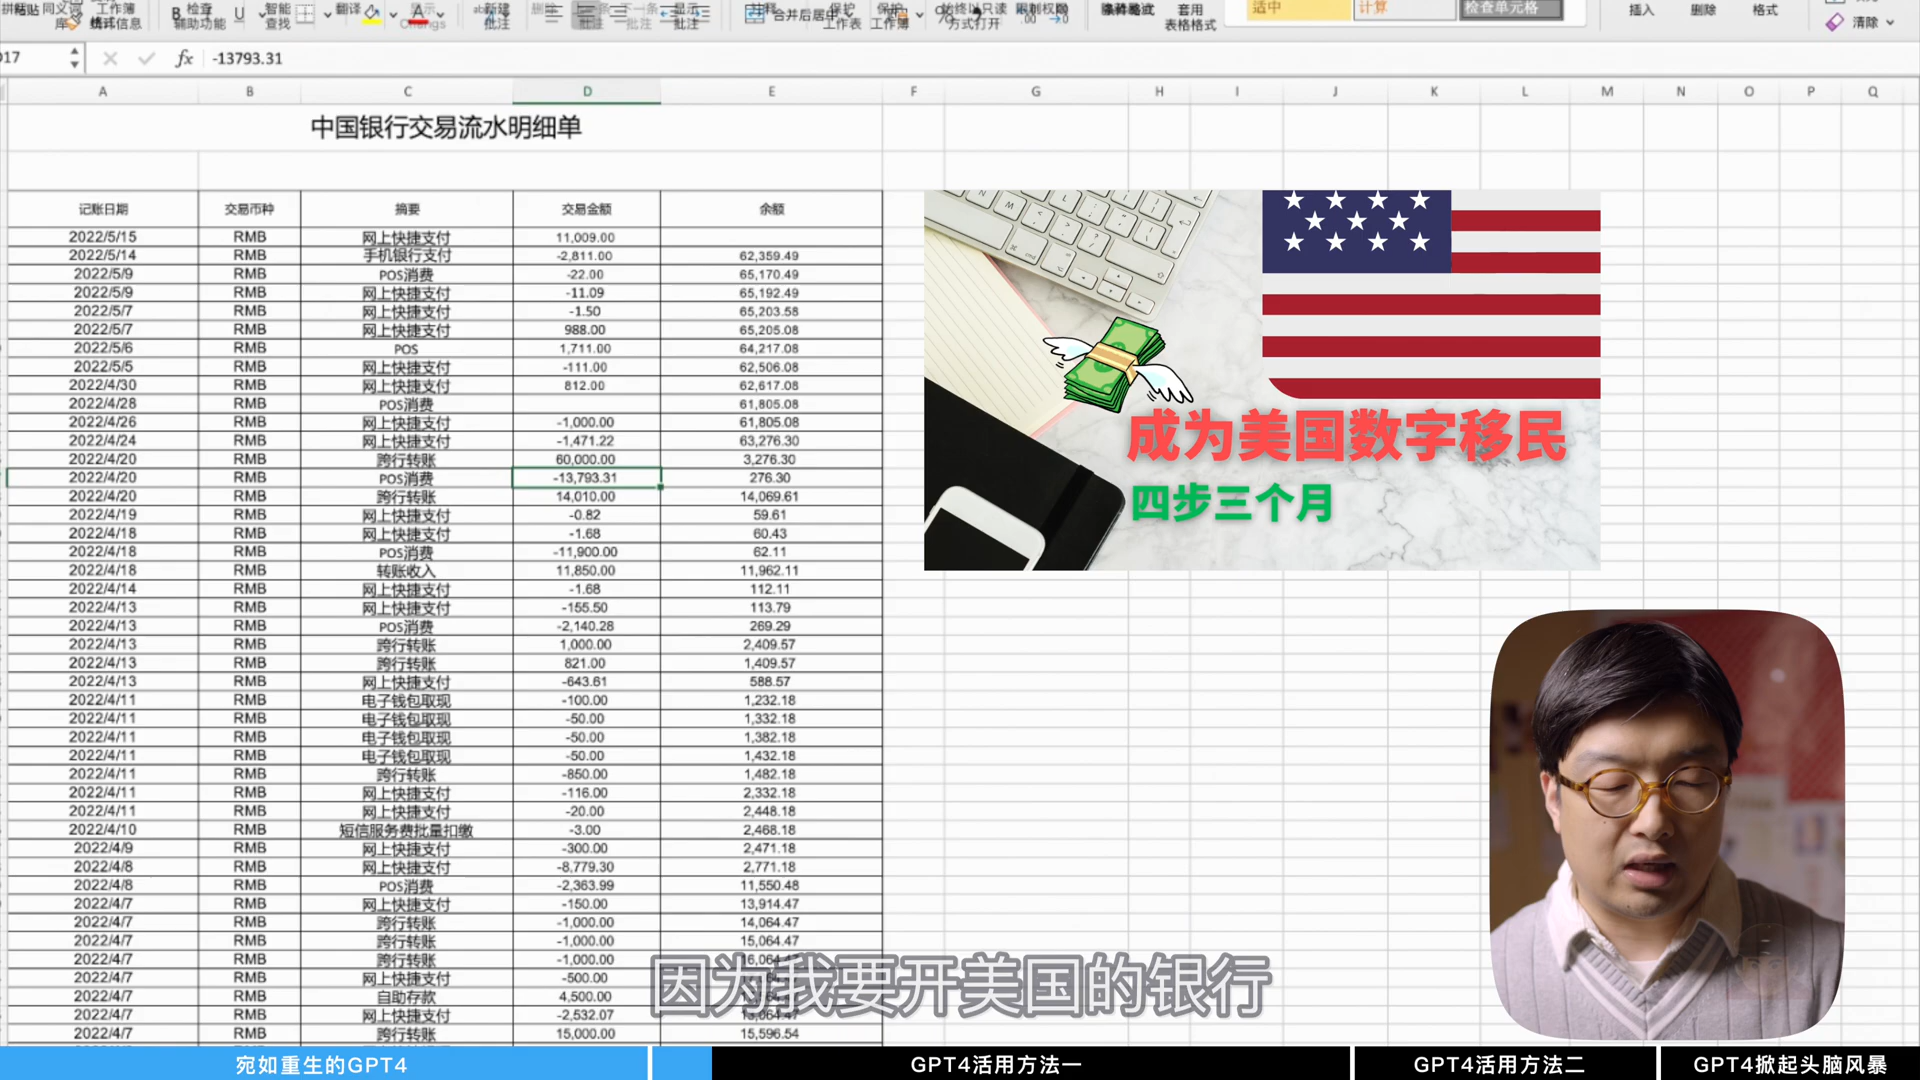 -13793.31
A B C D E F G H I J K L M N O P Q
中国银行交易流水明细单
记账日期 交易币种 摘要 交易金额 余额
2022/5/15 RMB 网上快捷支付 11,009.00
2022/5/14 RMB 手机银行支付 -2,811.00 62,359.49
2022/5/9 RMB POS消费 -22.00 65,170.49
2022/5/9 RMB 网上快捷支付 -11.09 65,192.49
2022/5/7 RMB 网上快捷支付 -1.50 65,203.58
2022/5/7 RMB 网上快捷支付 988.00 65,205.08
2022/5/6 RMB POS 1,711.00 64,217.08
2022/5/5 RMB 网上快捷支付 -111.00 62,506.08
2022/4/30 RMB 网上快捷支付 812.00 62,617.08
2022/4/28 RMB POS消费 61,805.08
2022/4/26 RMB 网上快捷支付 -1,000.00 61,805.08
2022/4/24 RMB 网上快捷支付 -1,471.22 63,276.30
2022/4/20 RMB 跨行转账 60,000.00 3,276.30
2022/4/20 RMB POS消费 -13,793.31 276.30
2022/4/20 RMB 跨行转账 14,010.00 14,069.61
2022/4/19 RMB 网上快捷支付 -0.82 59.61
2022/4/18 RMB 网上快捷支付 -1.68 60.43
2022/4/18 RMB POS消费 -11,900.00 62.11
2022/4/18 RMB 转账收入 11,850.00 11,962.11
2022/4/14 RMB 网上快捷支付 -1.68 112.11
2022/4/13 RMB 网上快捷支付 -155.50 113.79
2022/4/13 RMB POS消费 -2,140.28 269.29
2022/4/13 RMB 跨行转账 1,000.00 2,409.57
2022/4/13 RMB 跨行转账 821.00 1,409.57
2022/4/13 RMB 网上快捷支付 -643.61 588.57
2022/4/11 RMB 电子钱包取现 -100.00 1,232.18
2022/4/11 RMB 电子钱包取现 -50.00 1,332.18
2022/4/11 RMB 电子钱包取现 -50.00 1,382.18
2022/4/11 RMB 电子钱包取现 -50.00 1,432.18
2022/4/11 RMB 跨行转账 -850.00 1,482.18
2022/4/11 RMB 网上快捷支付 -116.00 2,332.18
2022/4/11 RMB 网上快捷支付 -20.00 2,448.18
2022/4/10 RMB 短信服务费批量扣缴 -3.00 2,468.18
2022/4/9 RMB 网上快捷支付 -300.00 2,471.18
2022/4/8 RMB 网上快捷支付 -8,779.30 2,771.18
2022/4/8 RMB POS消费 -2,363.99 11,550.48
2022/4/7 RMB 网上快捷支付 -150.00 13,914.47
2022/4/7 RMB 跨行转账 -1,000.00 14,064.47
2022/4/7 RMB 跨行转账 -1,000.00 15,064.47
2022/4/7 RMB 跨行转账 -1,000.00
2022/4/7 RMB 网上快捷支付 -500.00
2022/4/7 RMB 自助存款 4,500.00
2022/4/7 RMB 网上快捷支付 -2,532.07
2022/4/7 RMB 跨行转账 15,000.00 15,596.54
成为美国数字移民
四步三个月
因为我要开美国的银行
宛如重生的GPT4 GPT4活用方法一 GPT4活用方法二 GPT4掀起头脑风暴